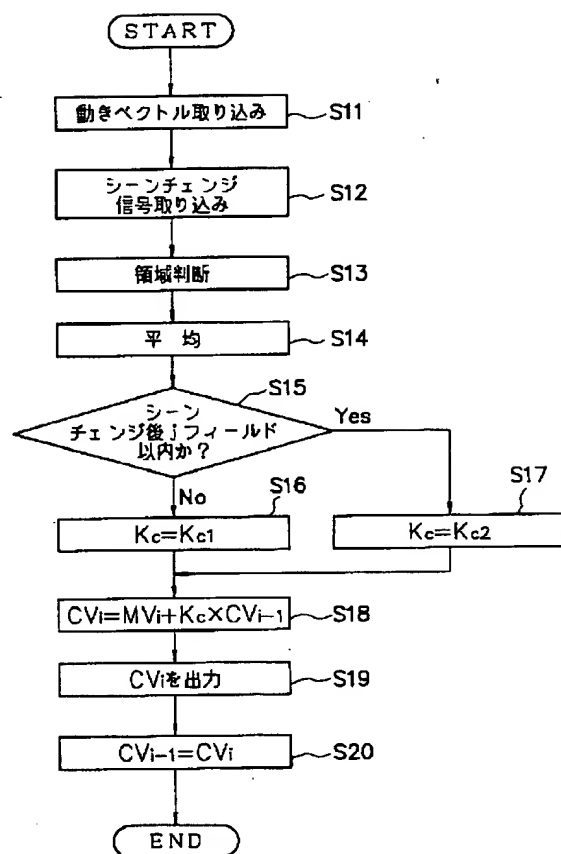 START
動きベクトル取り込み
S11
シーンチェンジ
信号取り込み
S12
領域判断
S13
平 均
S14
S15
シーン
チェンジ後jフィールド
以内か?
Yes
No
S16
Kc=Kc1
S17
Kc=Kc2
CVi=MVi+Kc×CVi-1
S18
CViを出力
S19
CVi-1=CVi
S20
END